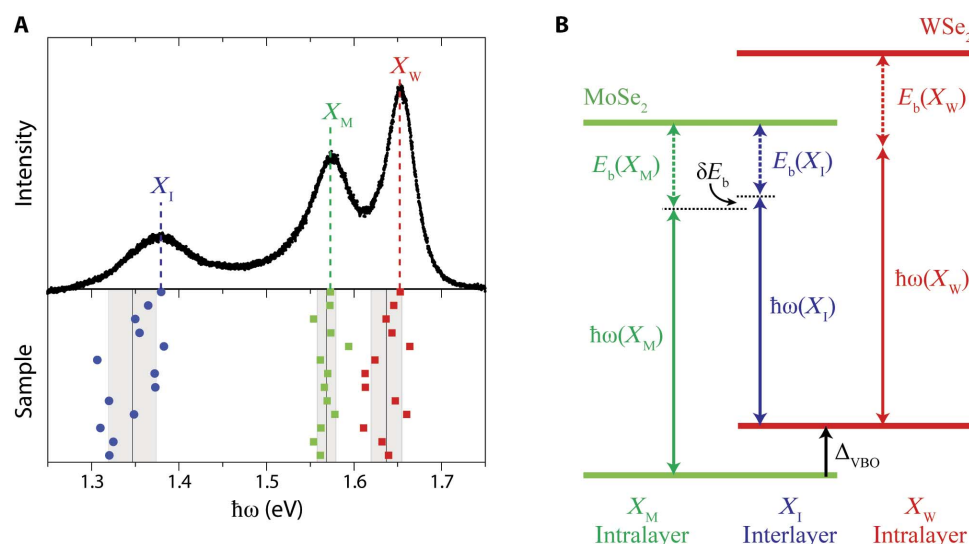 A
X_W
X_M
X_I
Intensity
Sample
1.3 1.4 1.5 1.6 1.7
ħω (eV)
B
WSe₂
MoSe₂
E_b(X_W)
E_b(X_M)
δE_b
E_b(X_I)
ħω(X_W)
ħω(X_I)
ħω(X_M)
Δ_VBO
X_M X_I X_W
Intralayer Interlayer Intralayer